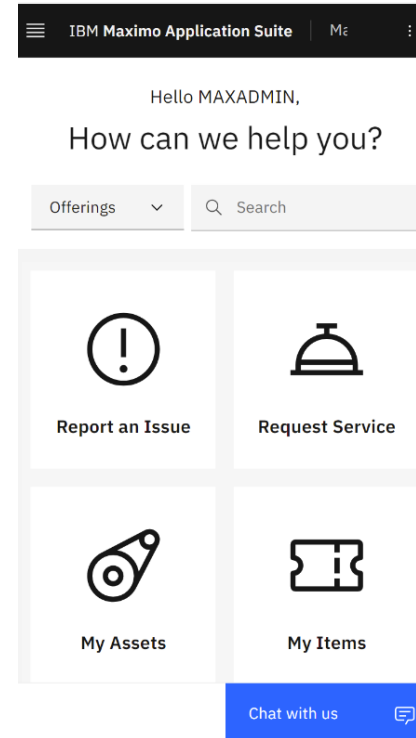 IBM Maximo Application Suite
Hello MAXADMIN,
How can we help you?
Offerings
Search
Report an Issue
Request Service
My Assets
My Items
Chat with us